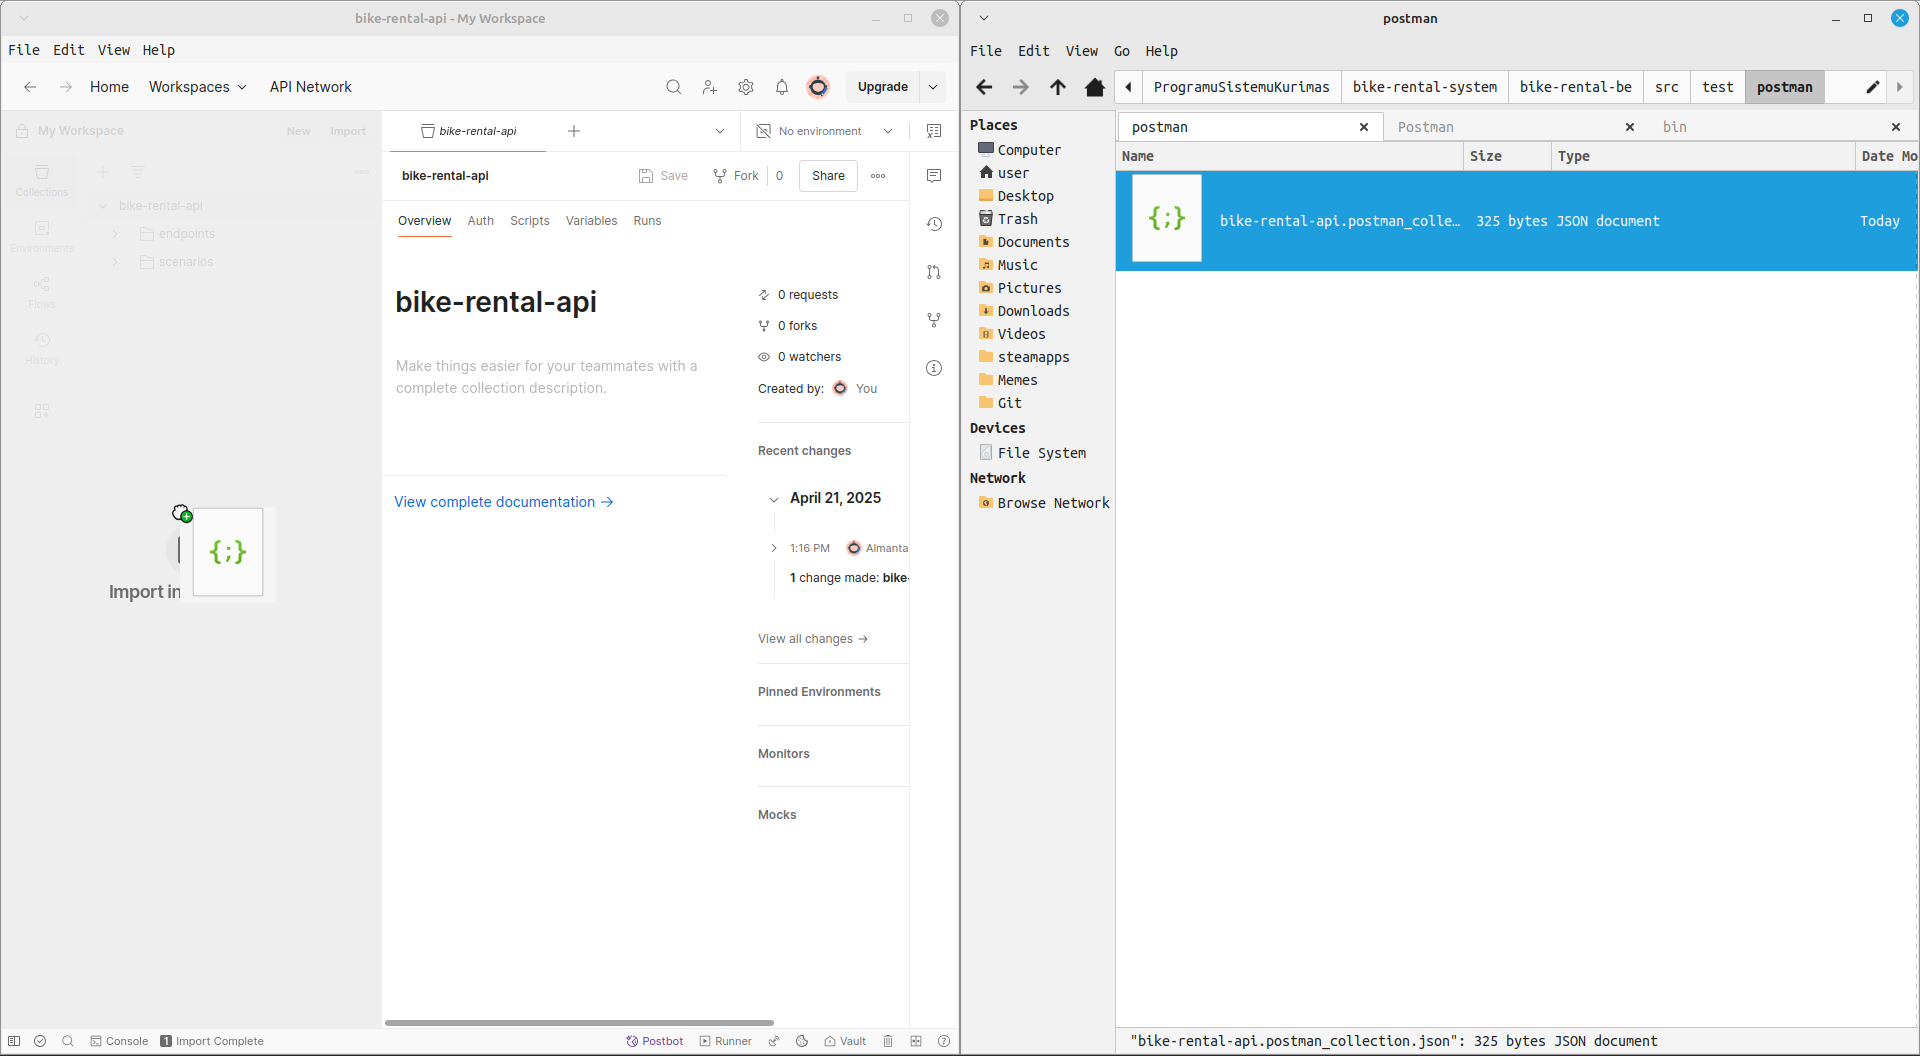 bike-rental-api - My Workspace
File Edit View Help
Home Workspaces API Network
Upgrade
My Workspace New Import
Collections
Environments
Flows
History
bike-rental-api
endpoints
scenarios
Import in
bike-rental-api
No environment
bike-rental-api
Save Fork 0 Share
Overview Auth Scripts Variables Runs
bike-rental-api
Make things easier for your teammates with a
complete collection description.
View complete documentation →
0 requests
0 forks
0 watchers
Created by: You
Recent changes
April 21, 2025
1:16 PM Almanta
1 change made: bike-
View all changes →
Pinned Environments
Monitors
Mocks
Console 1 Import Complete
Postbot Runner Vault
postman
File Edit View Go Help
ProgramuSistemuKurimas bike-rental-system bike-rental-be src test postman
Places
Computer
user
Desktop
Trash
Documents
Music
Pictures
Downloads
Videos
steamapps
Memes
Git
Devices
File System
Network
Browse Network
postman Postman bin
Name Size Type Date Mo
{;} bike-rental-api.postman_colle… 325 bytes JSON document Today
{;}
"bike-rental-api.postman_collection.json": 325 bytes JSON document